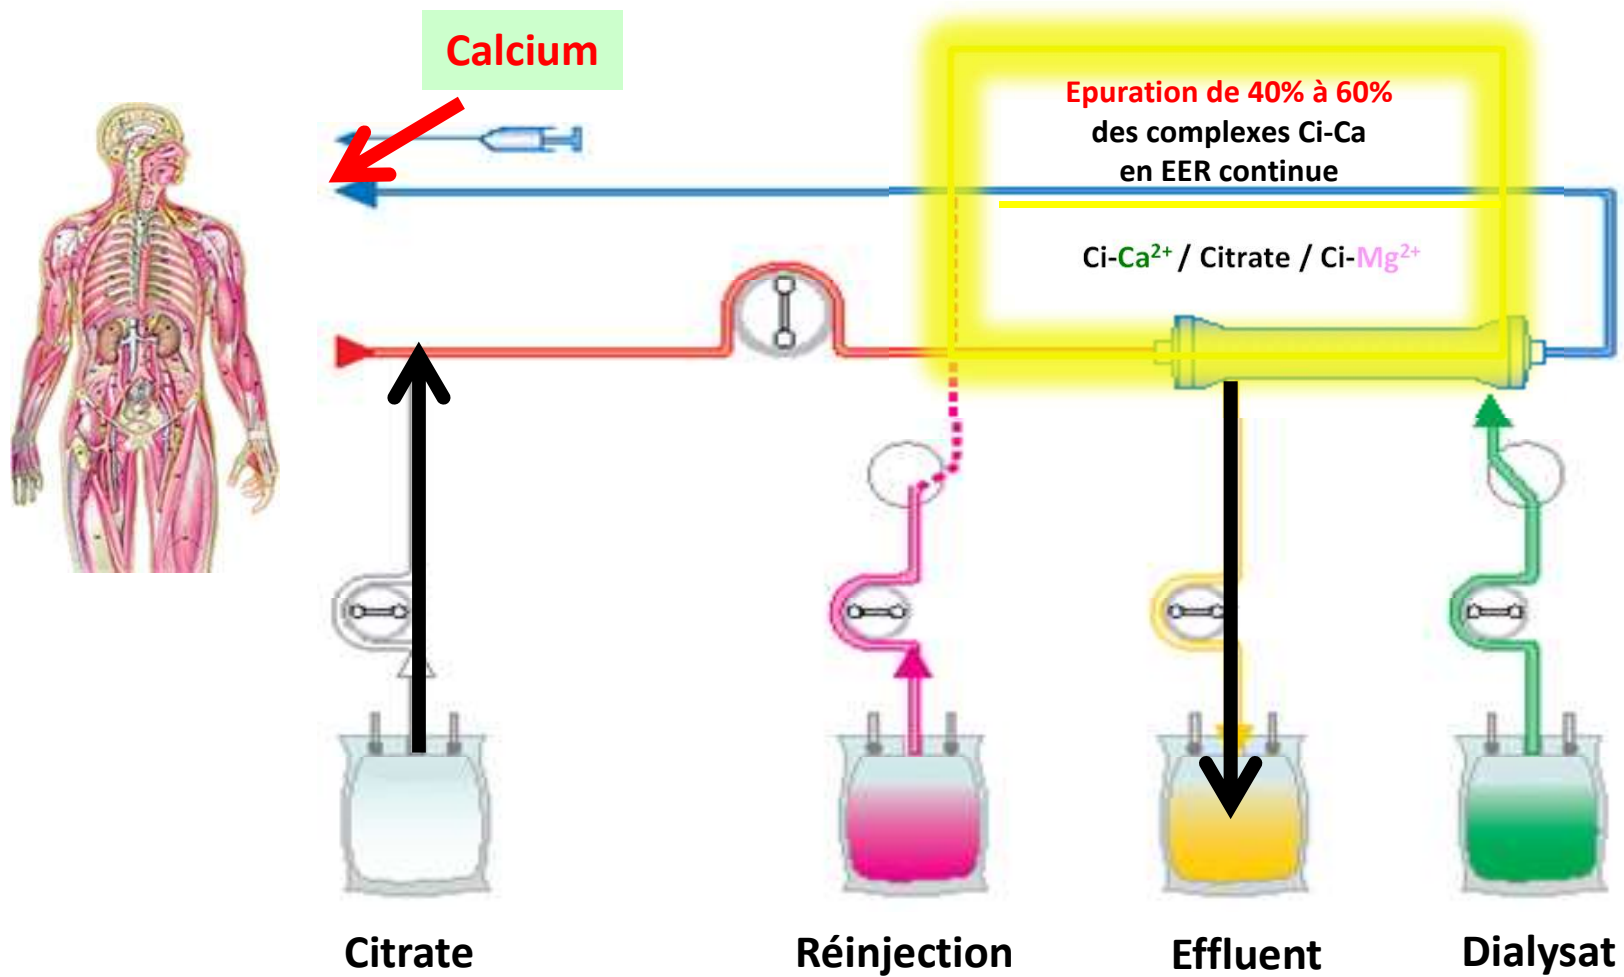 Calcium
Epuration de 40% à 60%
des complexes Ci-Ca
en EER continue
Ci-Ca²⁺ / Citrate / Ci-Mg²⁺
Citrate
Réinjection
Effluent
Dialysat